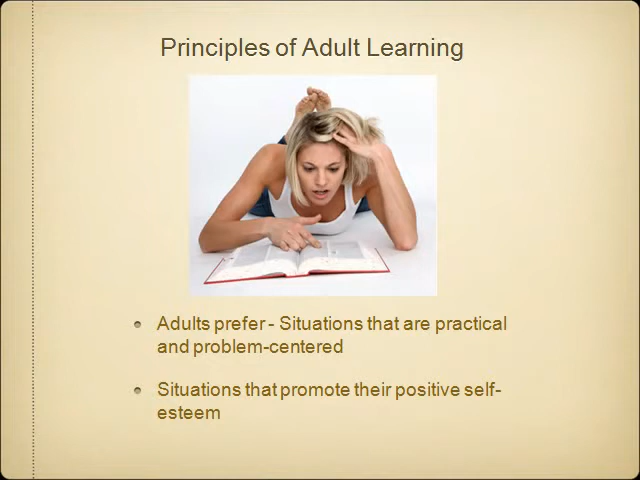 Principles of Adult Learning
Adults prefer - Situations that are practical
and problem-centered
Situations that promote their positive self-
esteem